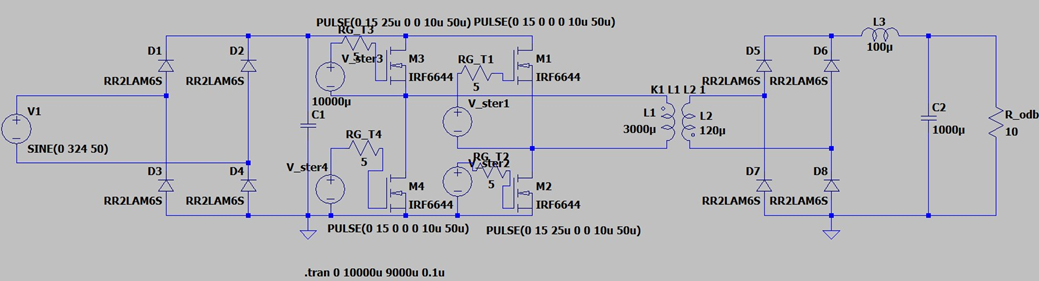 PULSE(0 15 25u 0 0 10u 50u) PULSE(0 15 0 0 0 10u 50u)
L3
RG_T3
D1 D2 5 M3 RG_T1 M1 D5 D6 100µ
V_ster3
RR2LAM6S RR2LAM6S IRF6644 5 IRF6644 RR2LAM6S RR2LAM6S
K1 L1 L2 1
10000µ V_ster1
V1 C1 L1 L2 C2 R_odb
3000µ 120µ 1000µ 10
SINE(0 324 50) RG_T4
5 RG_T2
V_ster2
D3 D4 V_ster4 5 M4 M2 D7 D8
RR2LAM6S RR2LAM6S IRF6644 IRF6644 RR2LAM6S RR2LAM6S
PULSE(0 15 0 0 0 10u 50u) PULSE(0 15 25u 0 0 10u 50u)
.tran 0 10000u 9000u 0.1u